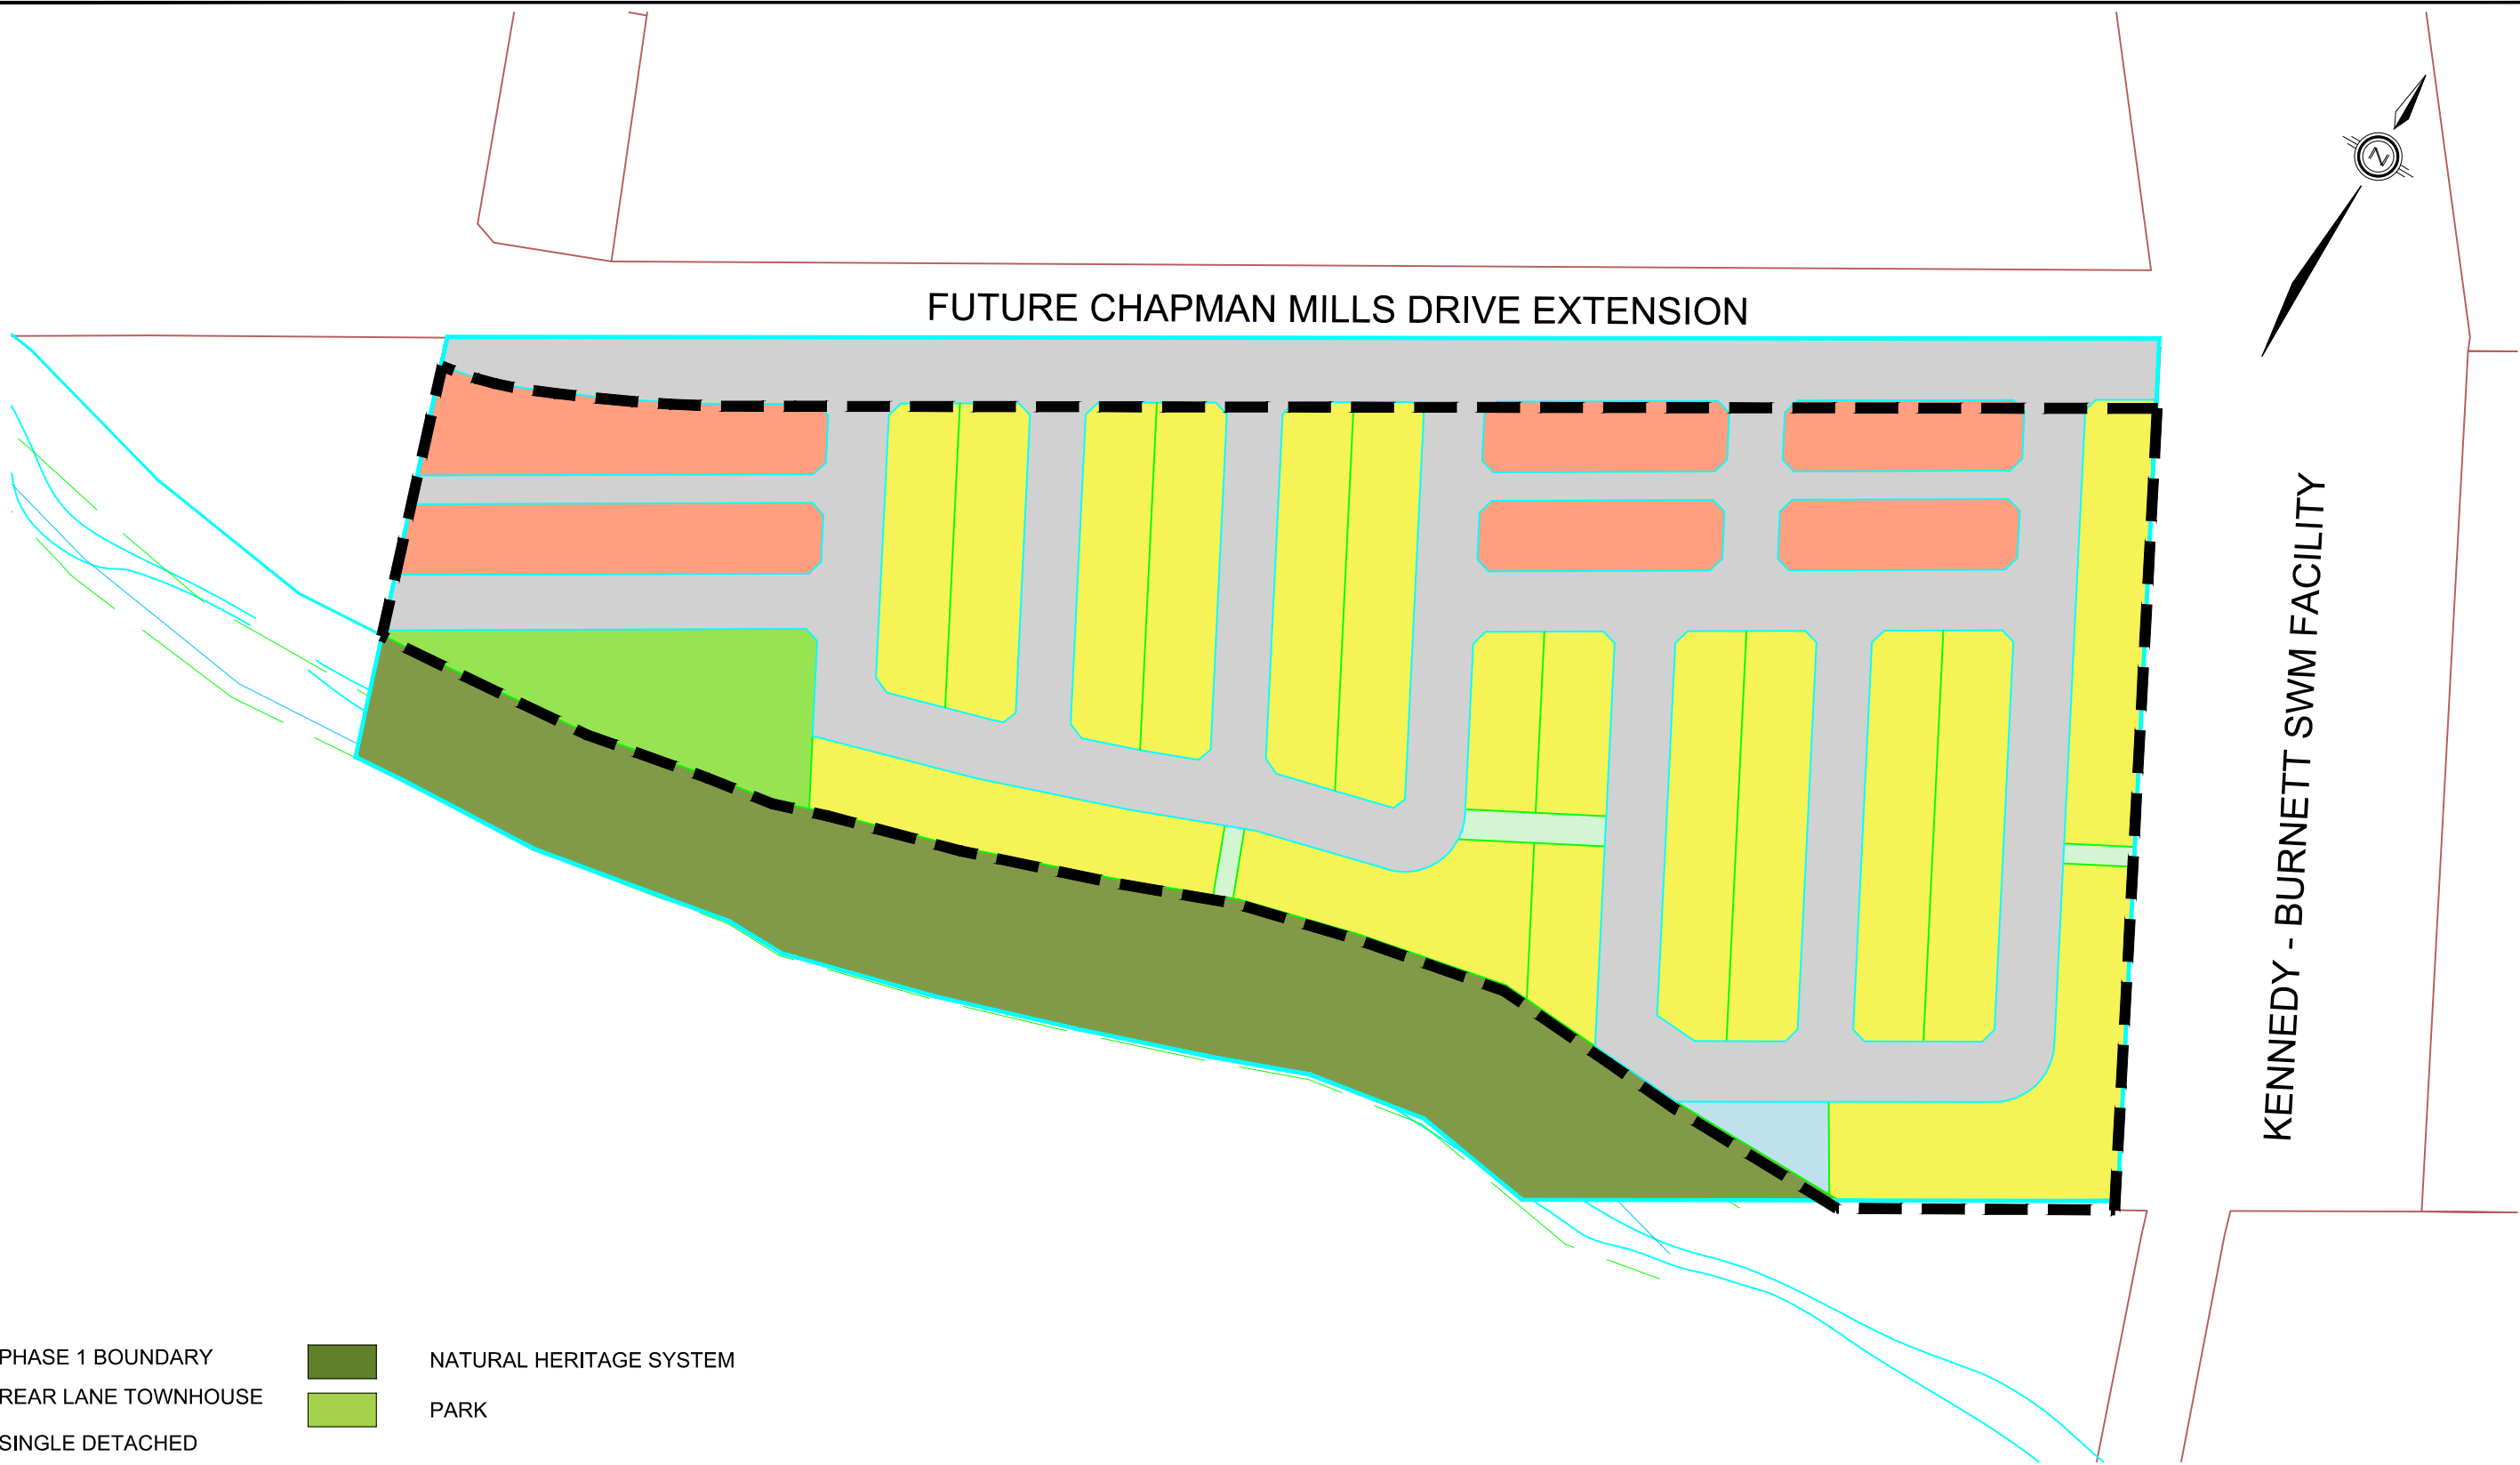 FUTURE CHAPMAN MILLS DRIVE EXTENSION
N
KENNEDY - BURNETT SWM FACILITY
PHASE 1 BOUNDARY
REAR LANE TOWNHOUSE
SINGLE DETACHED
NATURAL HERITAGE SYSTEM
PARK